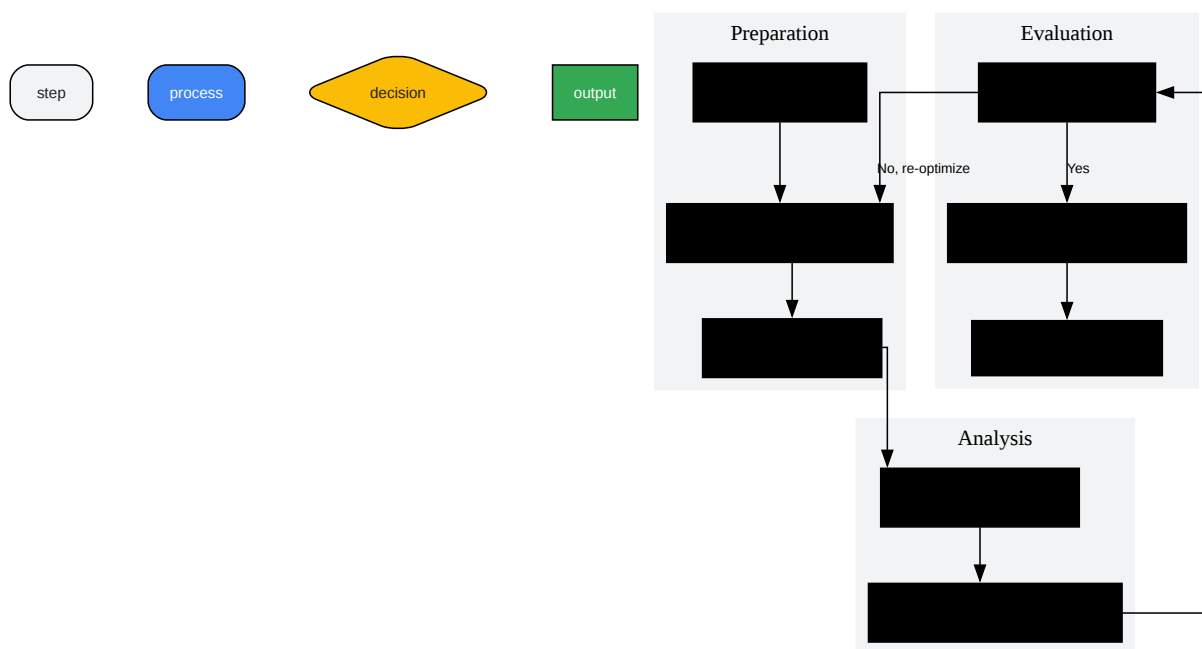 step
process
decision
output
Preparation
Evaluation
No, re-optimize
Yes
Analysis